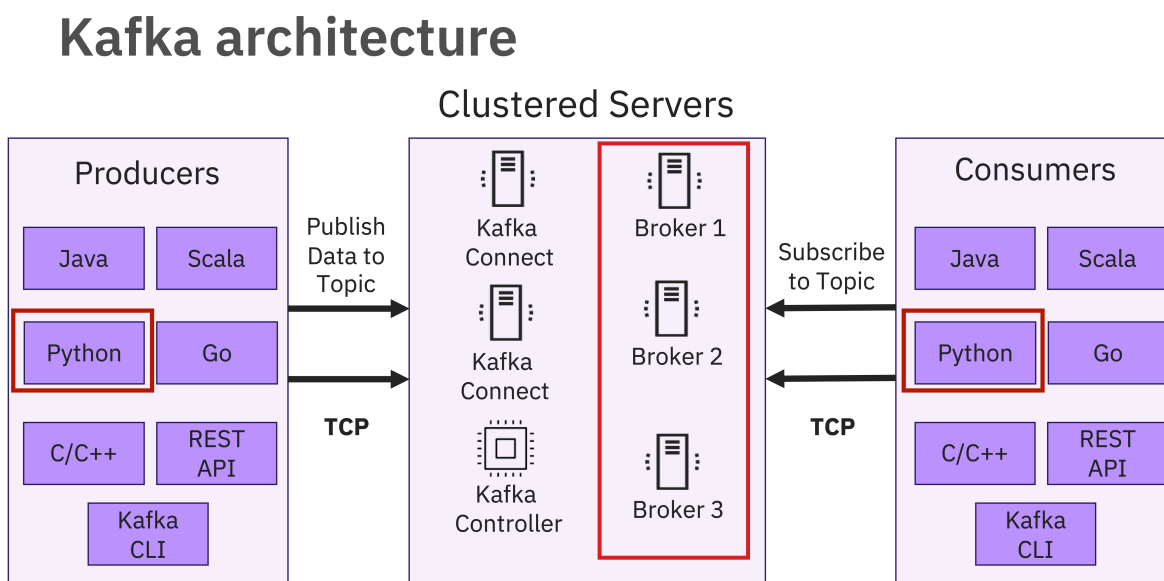 Kafka architecture
Clustered Servers
Producers
Java
Scala
Python
Go
C/C++
REST
API
Kafka
CLI
Publish
Data to
Topic
TCP
Kafka
Connect
Kafka
Connect
Kafka
Controller
Broker 1
Broker 2
Broker 3
Subscribe
to Topic
TCP
Consumers
Java
Scala
Python
Go
C/C++
REST
API
Kafka
CLI